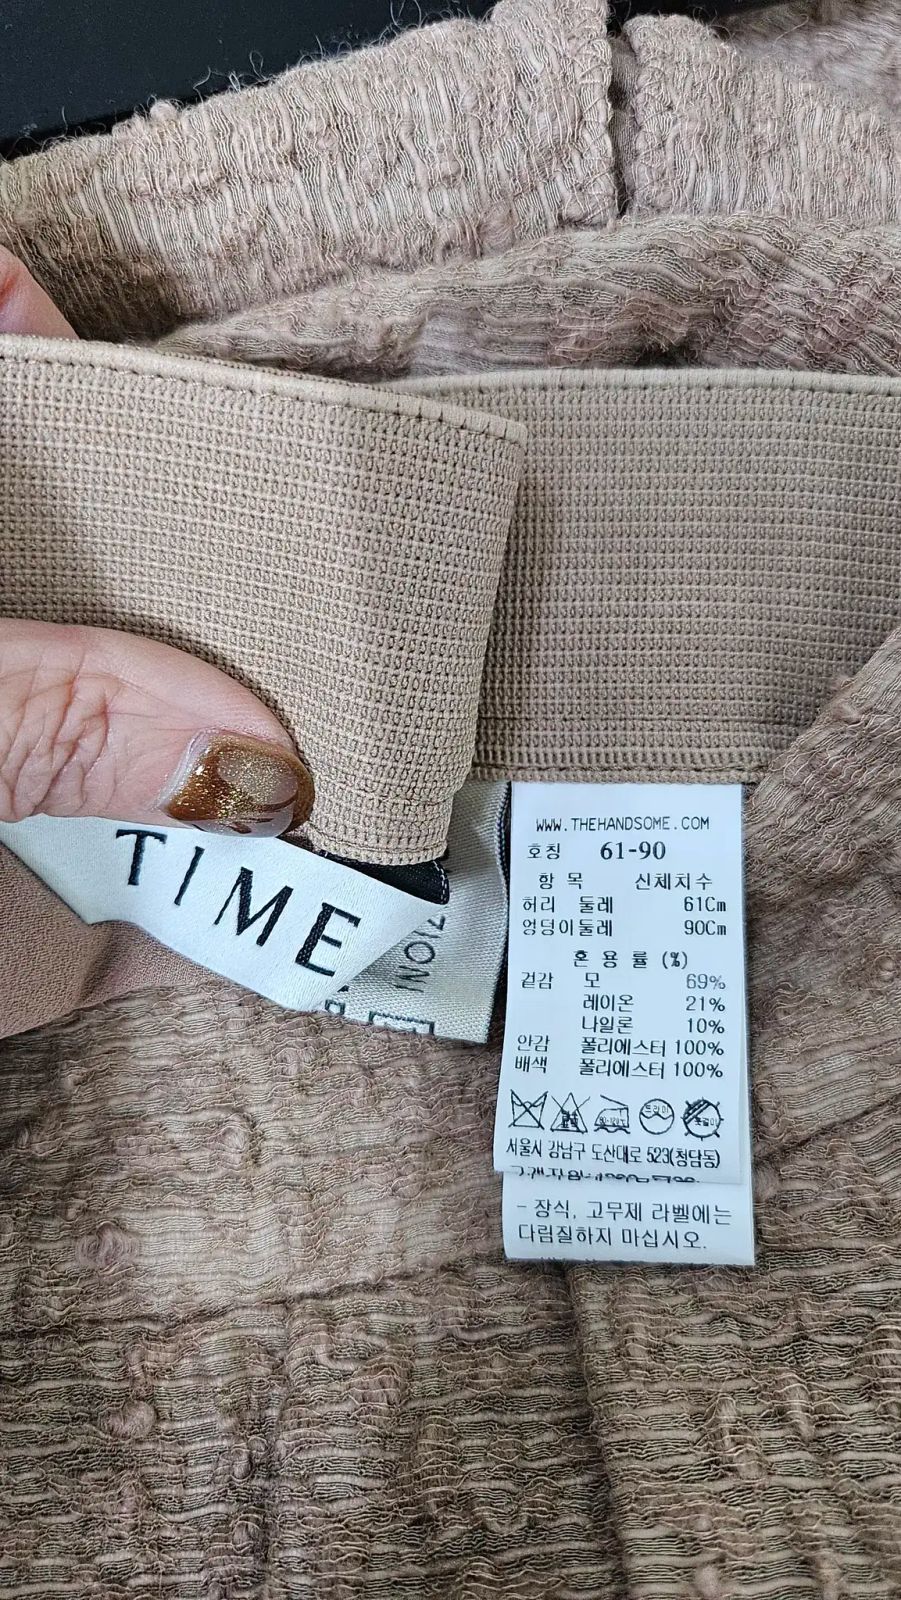 TIME
ZIONI
WWW.THEHANDSOME.COM
호칭 61-90
항 목 신체치수
허리 둘레 61Cm
엉덩이둘레 90Cm
혼 용 률 (%)
겉감 모 69%
레이온 21%
나일론 10%
안감 폴리에스터 100%
배색 폴리에스터 100%
서울시 강남구 도산대로 523(청담동)
- 장식, 고무제 라벨에는
다림질하지 마십시오.